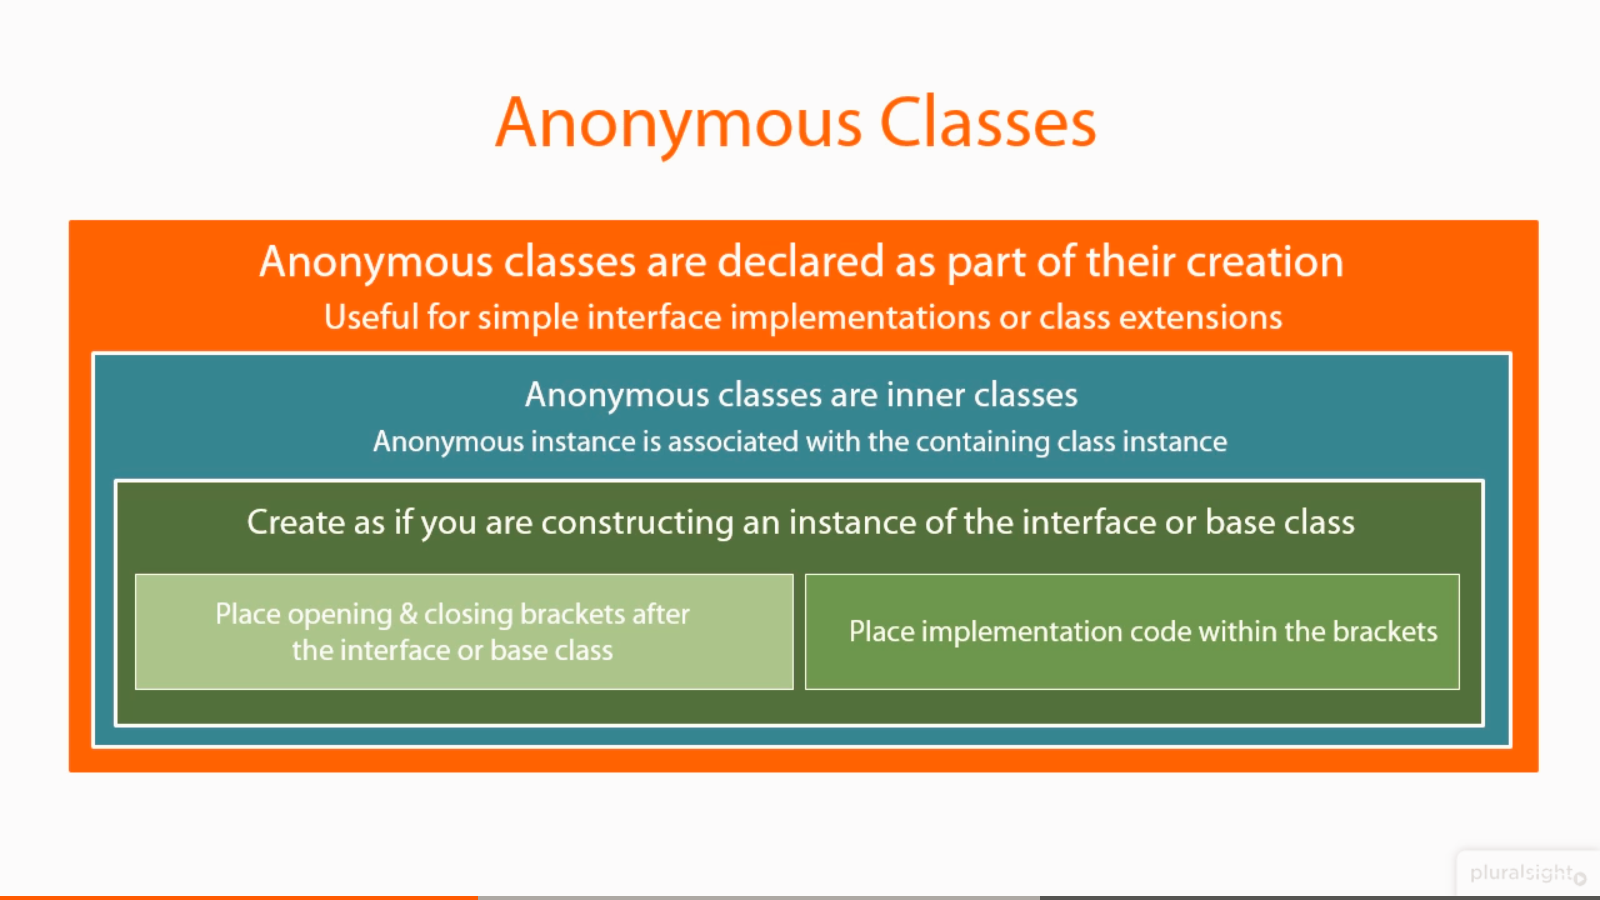 Anonymous Classes
Anonymous classes are declared as part of their creation
Useful for simple interface implementations or class extensions
Anonymous classes are inner classes
Anonymous instance is associated with the containing class instance
Create as if you are constructing an instance of the interface or base class
Place opening & closing brackets after
the interface or base class
Place implementation code within the brackets
pluralsight